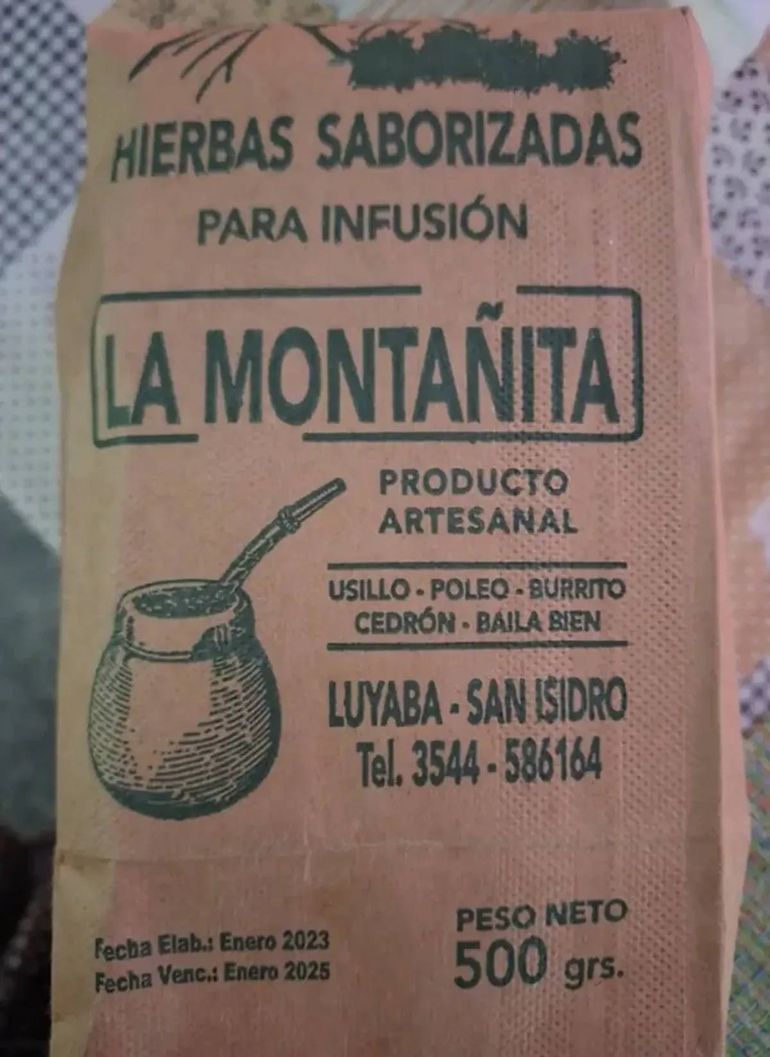 HIERBAS SABORIZADAS
PARA INFUSIÓN
LA MONTAÑITA
PRODUCTO
ARTESANAL
USILLO - POLEO - BURRITO
CEDRÓN - BAILA BIEN
LUYABA - SAN ISIDRO
Tel. 3544 - 586164
Fecha Elab.: Enero 2023
Fecha Venc.: Enero 2025
PESO NETO
500 grs.